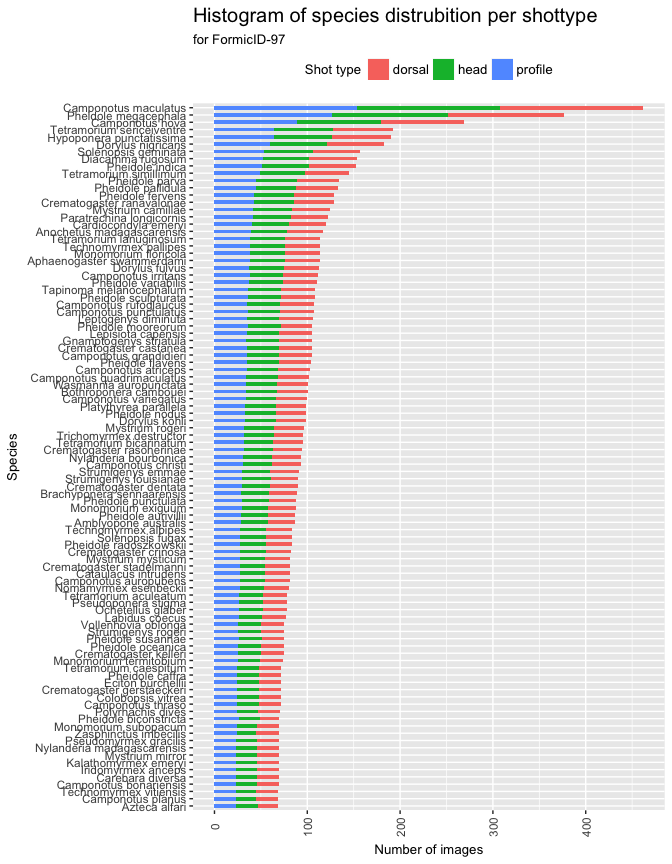 Histogram of species distrubition per shottype
for FormicID-97
Shot type dorsal head profile
Camponotus maculatus
Pheidole megacephala
Camponotus nova
Tetramorium sericeiventre
Hypoponera punctatissima
Dorylus nigricans
Solenopsis geminata
Diacamma rugosum
Pheidole indica
Tetramorium simillimum
Pheidole parva
Pheidole pallidula
Pheidole fervens
Crematogaster ranavalonae
Mystrium camillae
Paratrechina longicornis
Cardiocondyla emeryi
Anochetus madagascarensis
Tetramorium lanuginosum
Technomyrmex pallipes
Monomorium floricola
Aphaenogaster swammerdami
Dorylus fulvus
Camponotus irritans
Pheidole variabilis
Tapinoma melanocephalum
Pheidole sculpturata
Camponotus rufoglaucus
Camponotus punctulatus
Leptogenys diminuta
Pheidole mooreorum
Lepisiota capensis
Gnamptogenys striatula
Crematogaster castanea
Camponotus grandidieri
Pheidole flavens
Camponotus atriceps
Camponotus quadrimaculatus
Wasmannia auropunctata
Bothroponera cambouei
Camponotus variegatus
Platythyrea parallela
Pheidole nodus
Dorylus kohli
Mystrium rogeri
Trichomyrmex destructor
Tetramorium bicarinatum
Crematogaster rasoherinae
Nylanderia bourbonica
Camponotus christi
Strumigenys emmae
Strumigenys louisianae
Crematogaster dentata
Brachyponera sennaarensis
Pheidole punctulata
Monomorium exiguum
Pheidole aurivillii
Amblyopone australis
Technomyrmex albipes
Solenopsis fugax
Pheidole radoszkowskii
Crematogaster crinosa
Mystrium mysticum
Crematogaster stadelmanni
Cataulacus intrudens
Camponotus auropubens
Nomamyrmex esenbeckii
Tetramorium aculeatum
Pseudoponera stigma
Ochetellus glaber
Labidus coecus
Vollenhovia oblonga
Strumigenys rogeri
Pheidole susannae
Pheidole oceanica
Crematogaster kelleri
Monomorium termitobium
Tetramorium caespitum
Pheidole caffra
Eciton burchellii
Crematogaster gerstaeckeri
Colobopsis vitrea
Camponotus thraso
Polyrhachis dives
Pheidole biconstricta
Monomorium subopacum
Zasphinctus imbecilis
Pseudomyrmex gracilis
Nylanderia madagascarensis
Mystrium mirror
Kalathomyrmex emeryi
Iridomyrmex anceps
Carebara diversa
Camponotus bonariensis
Technomyrmex vitiensis
Camponotus planus
Azteca alfari
Species
0 100 200 300 400
Number of images